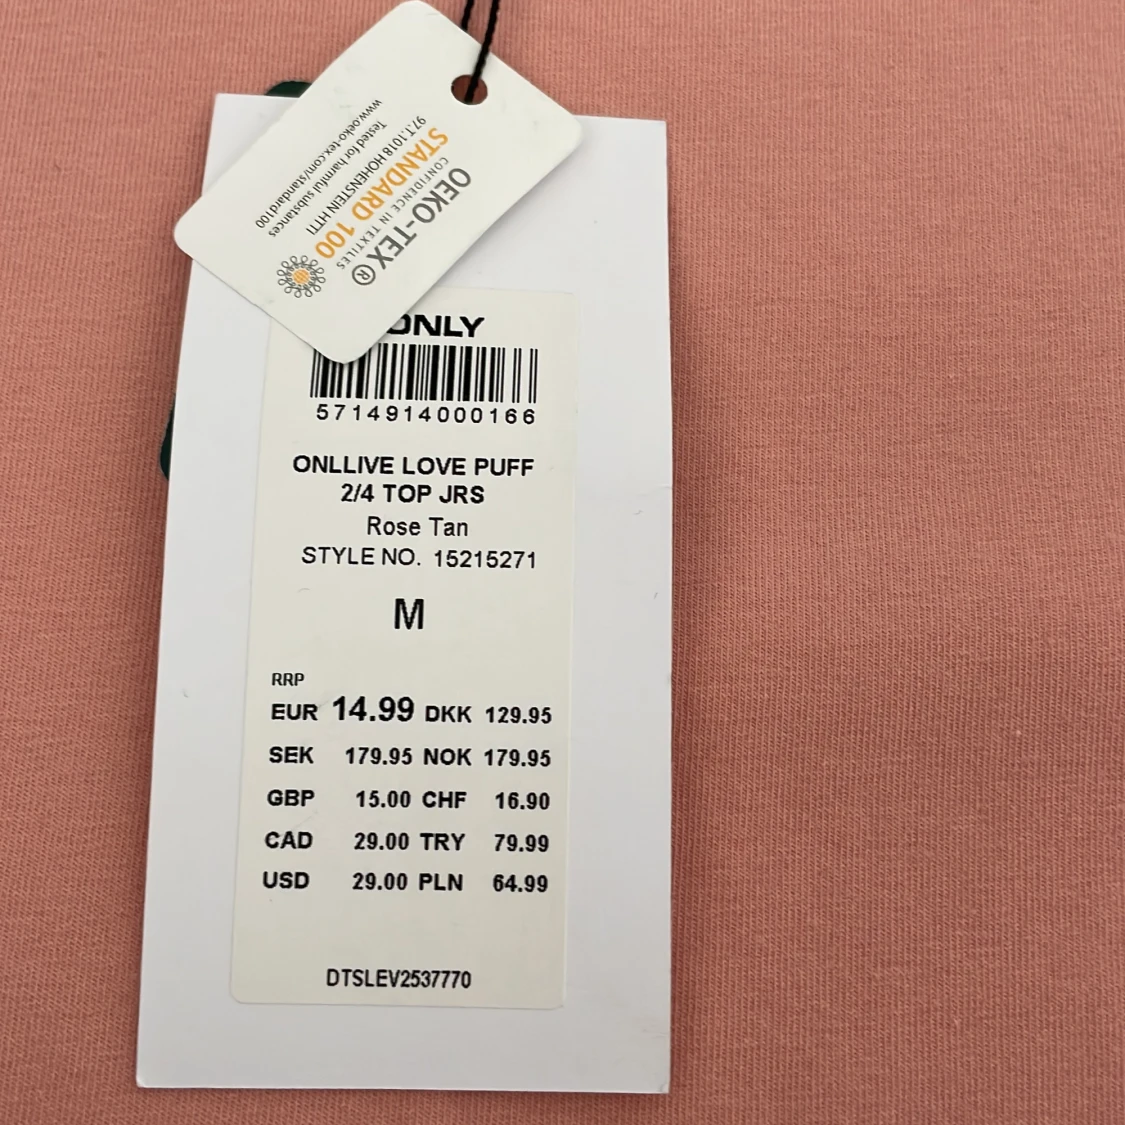 OEKO-TEX®
CONFIDENCE IN TEXTILES
STANDARD 100
97.T.1018 HOHENSTEIN HTTI
Tested for harmful substances
www.oeko-tex.com/standard100
ONLY
5714914000166
ONLLIVE LOVE PUFF
2/4 TOP JRS
Rose Tan
STYLE NO. 15215271
M
RRP
EUR 14.99 DKK 129.95
SEK 179.95 NOK 179.95
GBP 15.00 CHF 16.90
CAD 29.00 TRY 79.99
USD 29.00 PLN 64.99
DTSLEV2537770